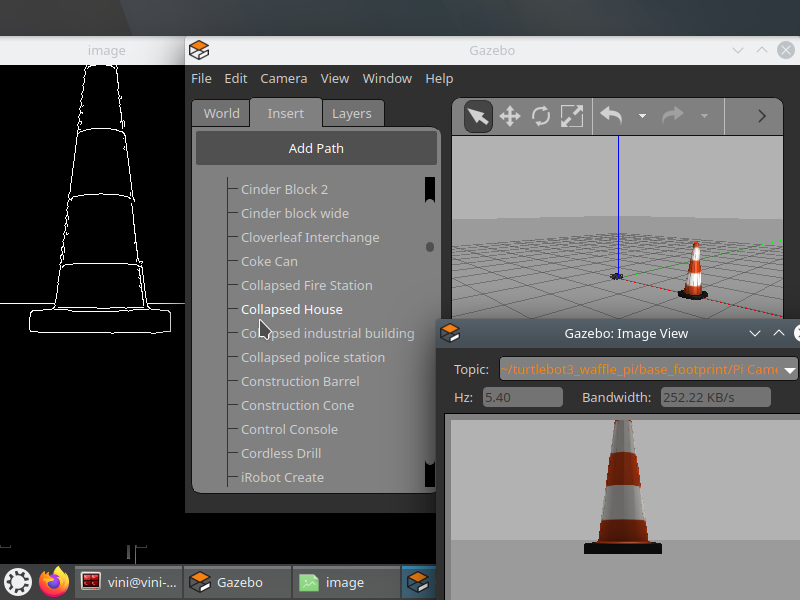 image
Gazebo
File Edit Camera View Window Help
World Insert Layers
Add Path
Cinder Block 2
Cinder block wide
Cloverleaf Interchange
Coke Can
Collapsed Fire Station
Collapsed House
Collapsed industrial building
Collapsed police station
Construction Barrel
Construction Cone
Control Console
Cordless Drill
iRobot Create
Gazebo: Image View
Topic: ~/turtlebot3_waffle_pi/base_footprint/Pi Came
Hz: 5.40 Bandwidth: 252.22 KB/s
vini@vini-... Gazebo image